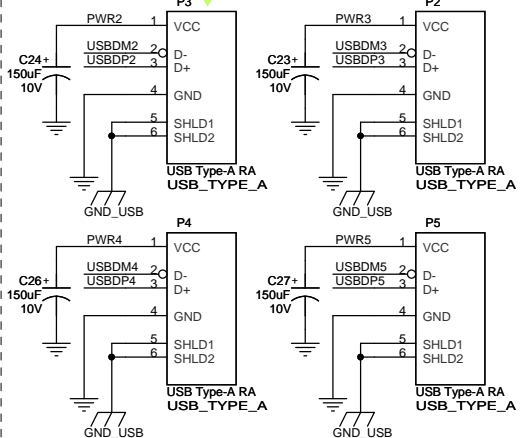 P3
PWR2 1 VCC
USBDM2 2 D-
USBDP2 3 D+
C24 +
150uF
10V
4 GND
5 SHLD1
6 SHLD2
USB Type-A RA
USB_TYPE_A
GND_USB
P2
PWR3 1 VCC
USBDM3 2 D-
USBDP3 3 D+
C23 +
150uF
10V
4 GND
5 SHLD1
6 SHLD2
USB Type-A RA
USB_TYPE_A
GND_USB
P4
PWR4 1 VCC
USBDM4 2 D-
USBDP4 3 D+
C26 +
150uF
10V
4 GND
5 SHLD1
6 SHLD2
USB Type-A RA
USB_TYPE_A
GND_USB
P5
PWR5 1 VCC
USBDM5 2 D-
USBDP5 3 D+
C27 +
150uF
10V
4 GND
5 SHLD1
6 SHLD2
USB Type-A RA
USB_TYPE_A
GND_USB